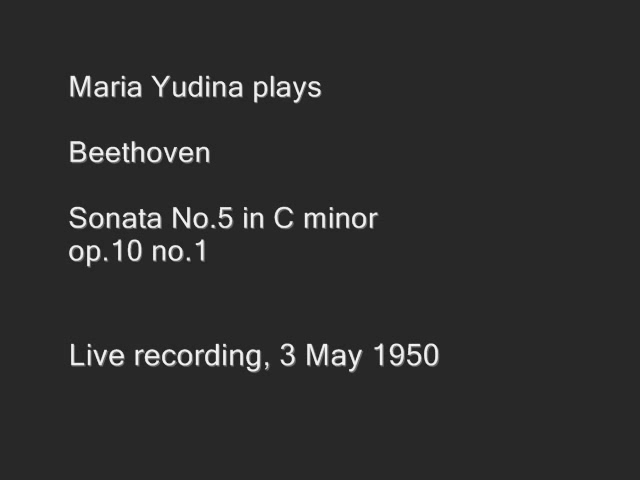 Maria Yudina plays
Beethoven
Sonata No.5 in C minor
op.10 no.1
Live recording, 3 May 1950